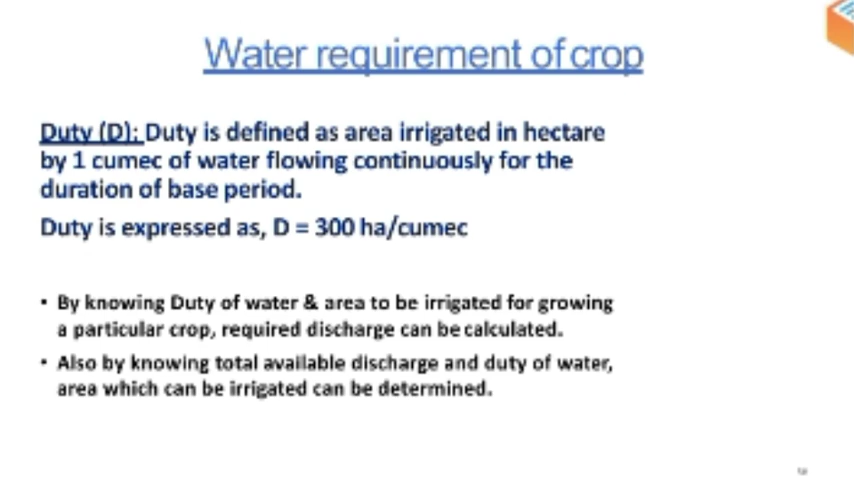 Water requirement of crop
Duty (D): Duty is defined as area irrigated in hectare
by 1 cumec of water flowing continuously for the
duration of base period.
Duty is expressed as, D = 300 ha/cumec
• By knowing Duty of water & area to be irrigated for growing
a particular crop, required discharge can be calculated.
• Also by knowing total available discharge and duty of water,
area which can be irrigated can be determined.